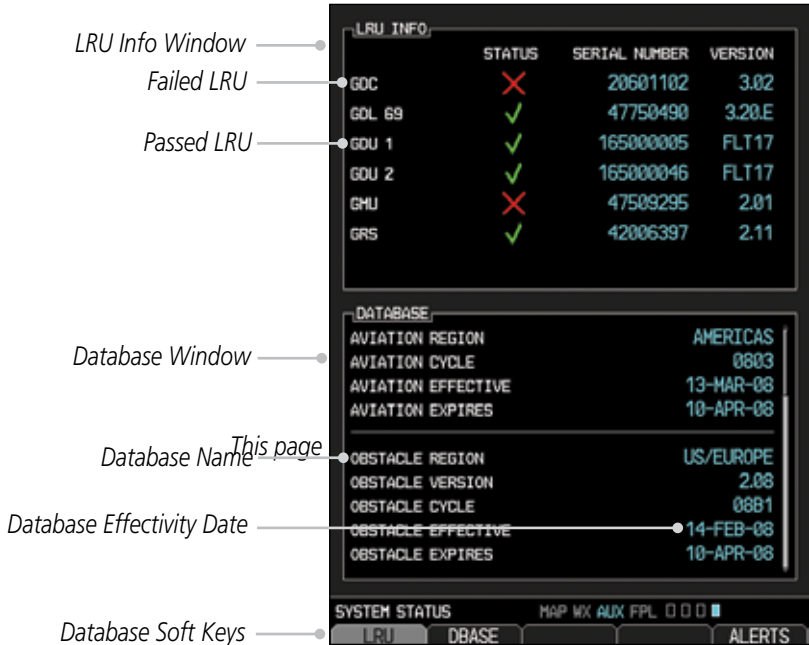 LRU Info Window
Failed LRU
Passed LRU
Database Window
This page
Database Name
Database Effectivity Date
Database Soft Keys
LRU INFO
STATUS SERIAL NUMBER VERSION
GDC 20601102 3.02
GDL 69 47750490 3.20.E
GDU 1 165000005 FLT17
GDU 2 165000046 FLT17
GMU 47509295 2.01
GRS 42006397 2.11
DATABASE
AVIATION REGION AMERICAS
AVIATION CYCLE 0803
AVIATION EFFECTIVE 13-MAR-08
AVIATION EXPIRES 10-APR-08
OBSTACLE REGION US/EUROPE
OBSTACLE VERSION 2.08
OBSTACLE CYCLE 08B1
OBSTACLE EFFECTIVE 14-FEB-08
OBSTACLE EXPIRES 10-APR-08
SYSTEM STATUS MAP WX AUX FPL
LRU DBASE ALERTS